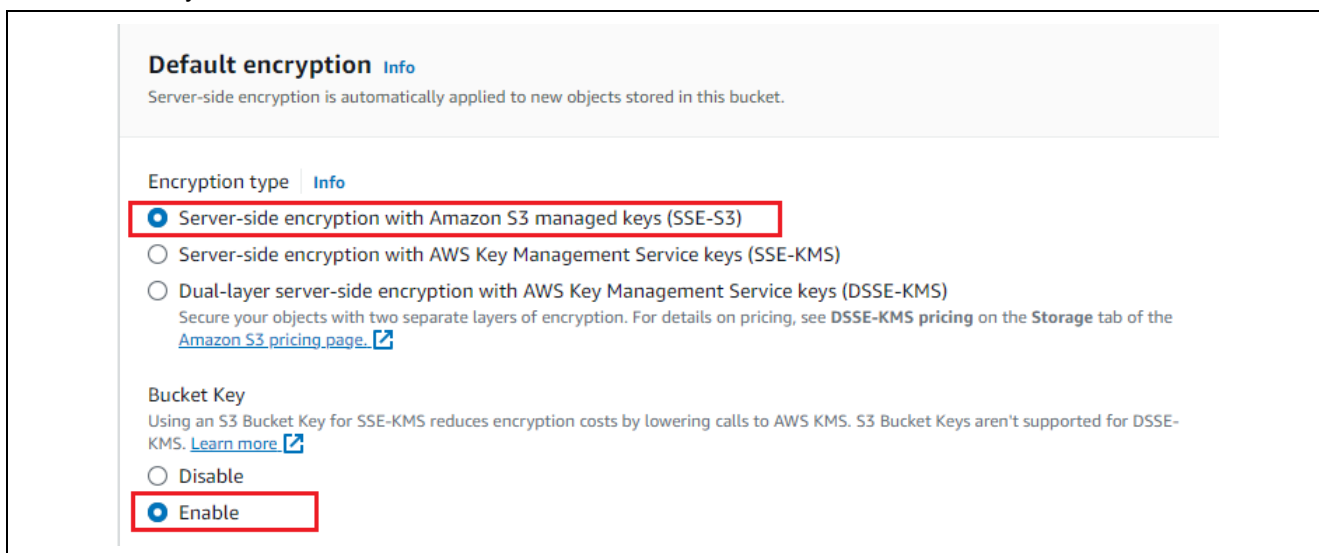 Default encryption Info
Server-side encryption is automatically applied to new objects stored in this bucket.
Encryption type Info
Server-side encryption with Amazon S3 managed keys (SSE-S3)
Server-side encryption with AWS Key Management Service keys (SSE-KMS)
Dual-layer server-side encryption with AWS Key Management Service keys (DSSE-KMS)
Secure your objects with two separate layers of encryption. For details on pricing, see DSSE-KMS pricing on the Storage tab of the
Amazon S3 pricing page.
Bucket Key
Using an S3 Bucket Key for SSE-KMS reduces encryption costs by lowering calls to AWS KMS. S3 Bucket Keys aren't supported for DSSE-
KMS. Learn more
Disable
Enable